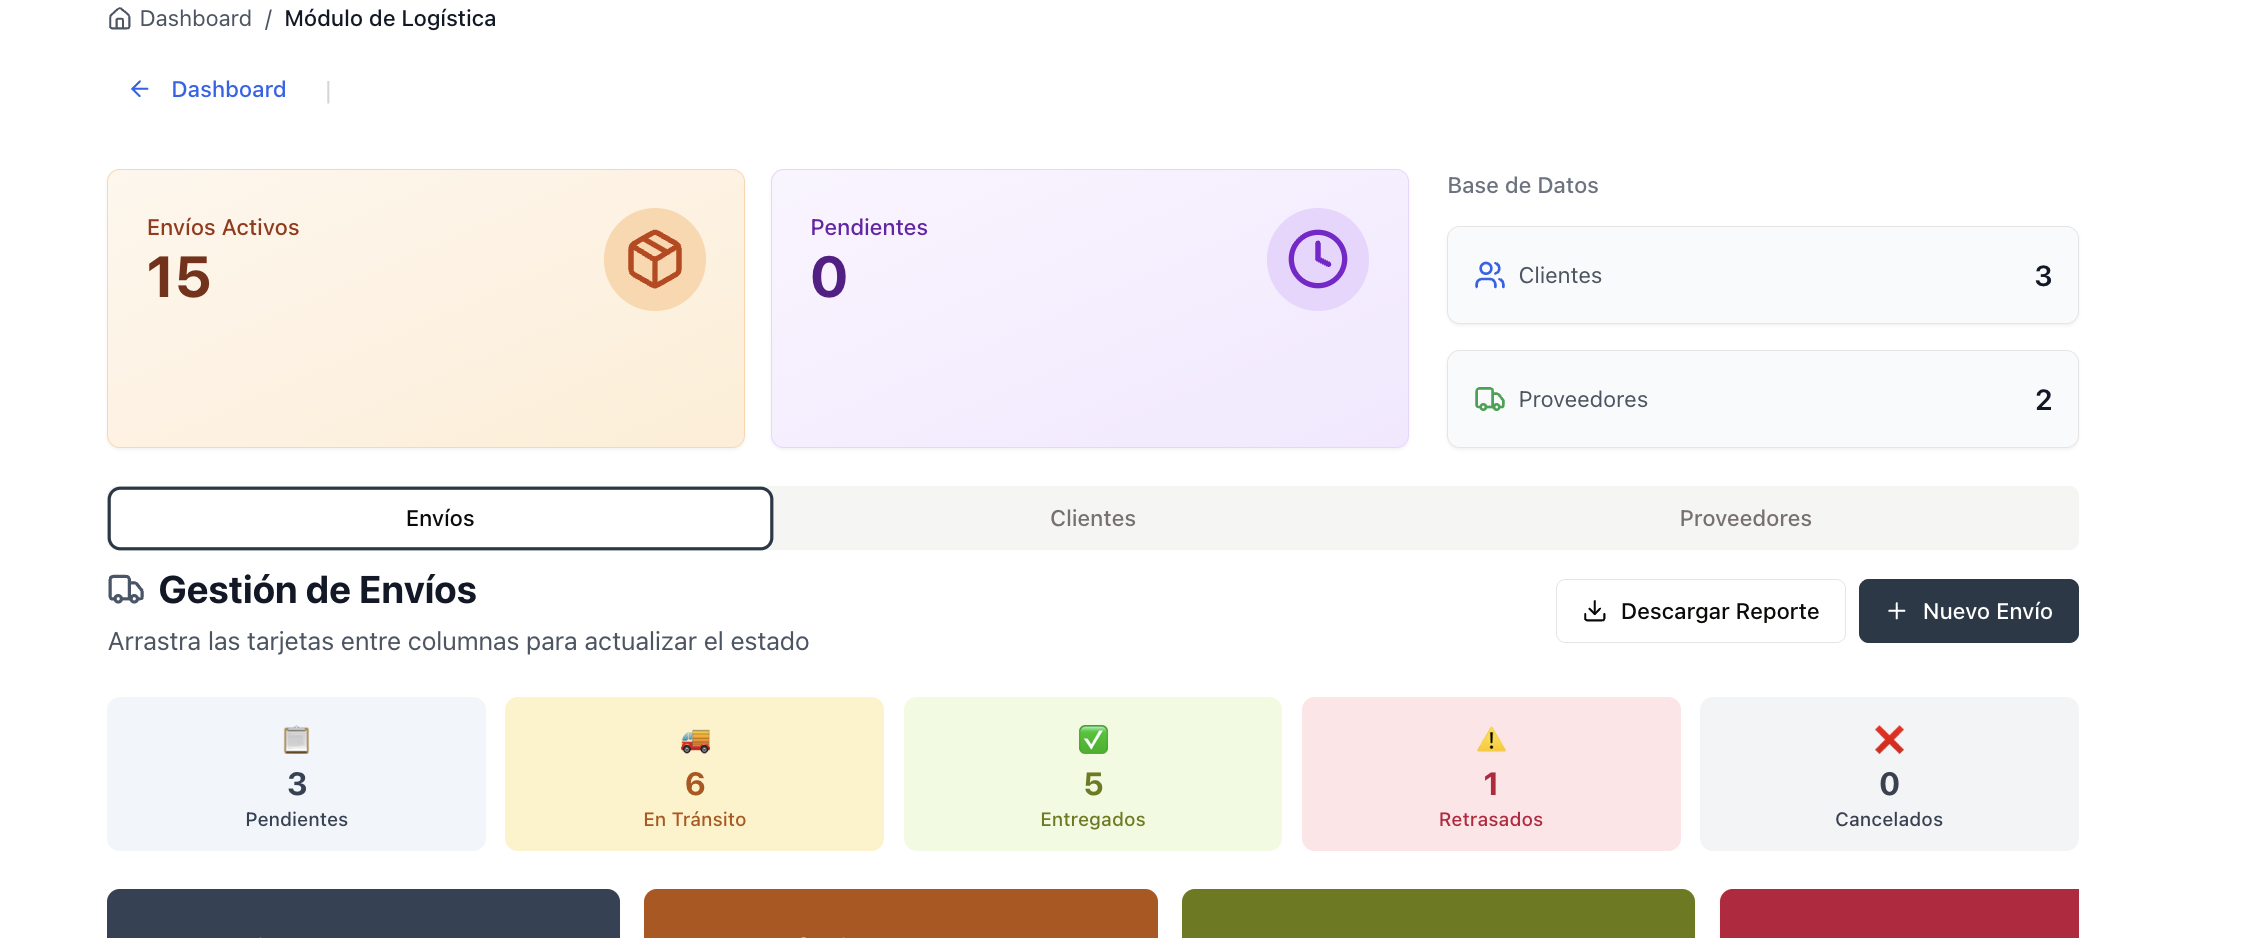 Dashboard / Módulo de Logística
Dashboard |
Envíos Activos
15
Pendientes
0
Base de Datos
Clientes 3
Proveedores 2
Envíos Clientes Proveedores
Gestión de Envíos
Arrastra las tarjetas entre columnas para actualizar el estado
Descargar Reporte
Nuevo Envío
3
Pendientes
6
En Tránsito
5
Entregados
1
Retrasados
0
Cancelados